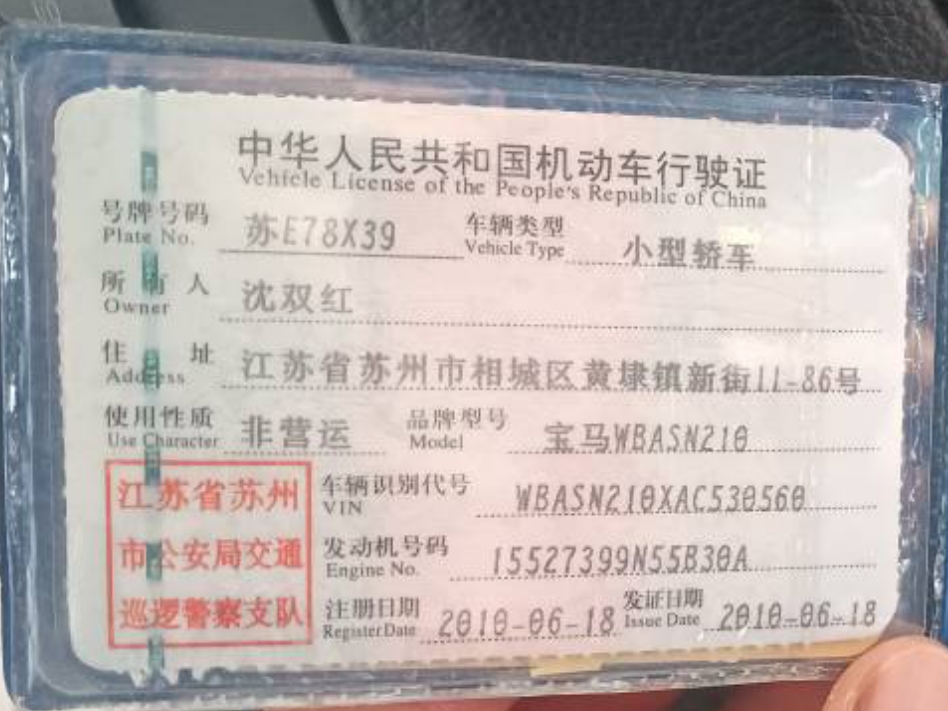 中华人民共和国机动车行驶证
Vehicle License of the People's Republic of China
号牌号码 苏E78X39 车辆类型 小型轿车
Plate No. Vehicle Type
所有人 沈双红
Owner
住址 江苏省苏州市相城区黄埭镇新街11-86号
Address
使用性质 非营运 品牌型号 宝马WBASN210
Use Character Model
江苏省苏州
市公安局交通
巡逻警察支队
车辆识别代号 WBASN210XAC530560
VIN
发动机号码 15527399N55B30A
Engine No.
注册日期 2010-06-18 发证日期 2010-06-18
Register Date Issue Date